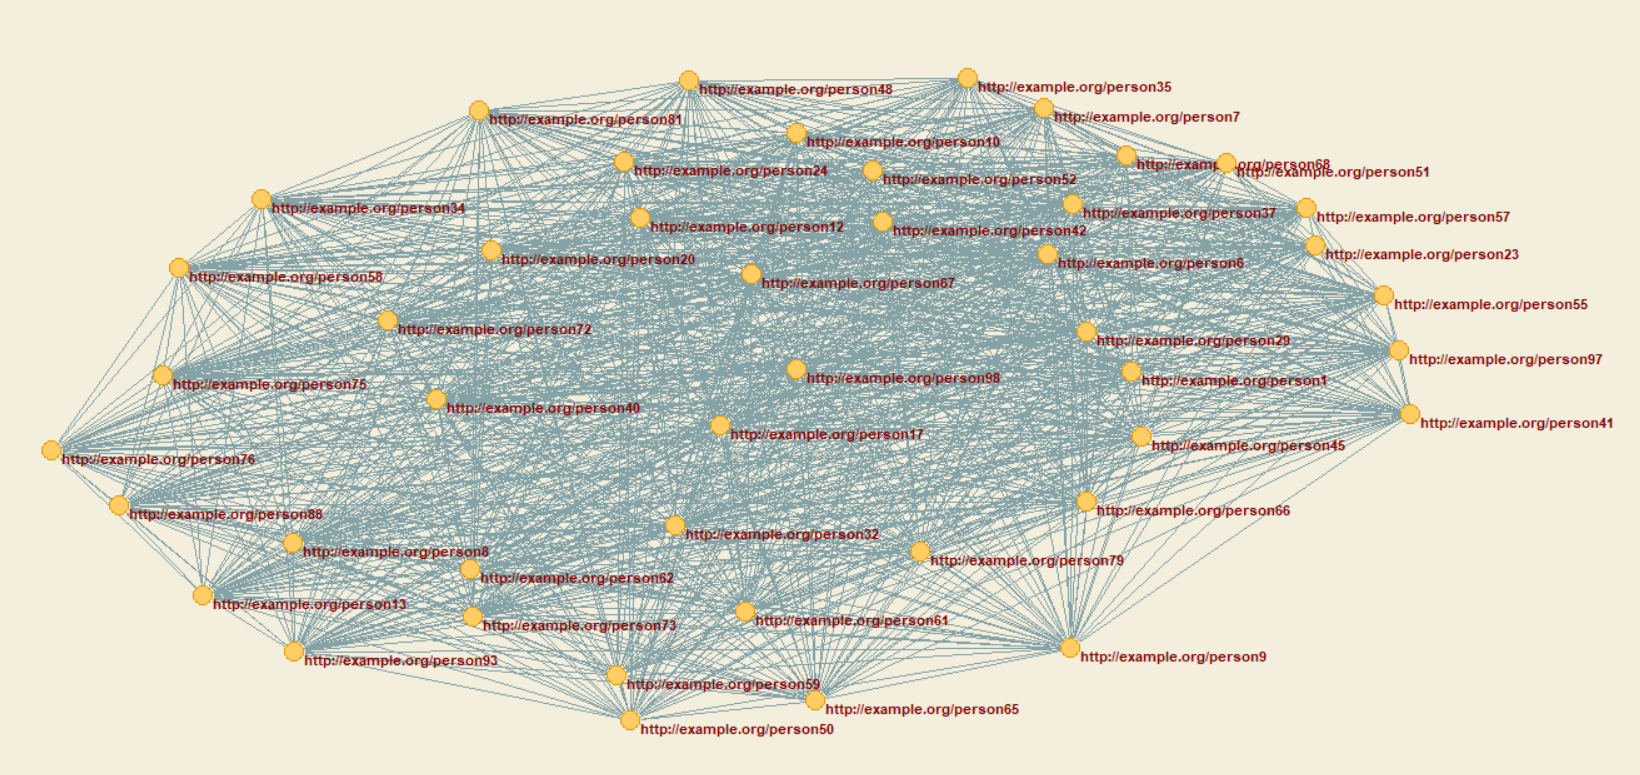 http://example.org/person35
http://example.org/person48
http://example.org/person7
http://example.org/person81
http://example.org/person10
http://example.org/person68
http://example.org/person24
http://example.org/person51
http://example.org/person52
http://example.org/person34
http://example.org/person37
http://example.org/person57
http://example.org/person12
http://example.org/person42
http://example.org/person23
http://example.org/person20
http://example.org/person6
http://example.org/person58
http://example.org/person67
http://example.org/person55
http://example.org/person72
http://example.org/person29
http://example.org/person97
http://example.org/person98
http://example.org/person1
http://example.org/person75
http://example.org/person40
http://example.org/person41
http://example.org/person17
http://example.org/person45
http://example.org/person76
http://example.org/person66
http://example.org/person88
http://example.org/person32
http://example.org/person8
http://example.org/person79
http://example.org/person62
http://example.org/person13
http://example.org/person61
http://example.org/person73
http://example.org/person9
http://example.org/person93
http://example.org/person59
http://example.org/person65
http://example.org/person50